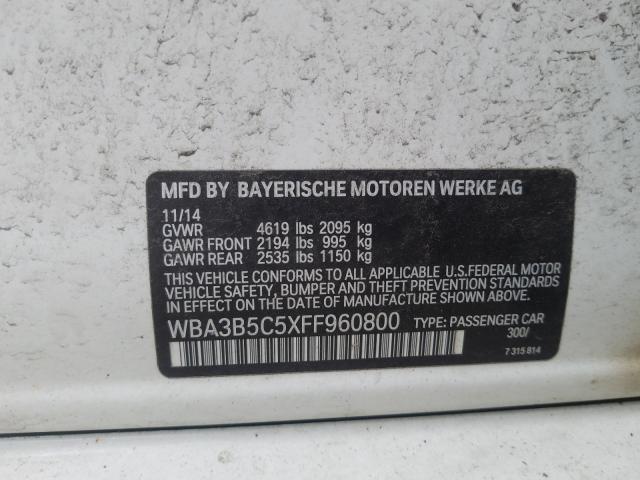 MFD BY BAYERISCHE MOTOREN WERKE AG
11/14
GVWR 4619 lbs 2095 kg
GAWR FRONT 2194 lbs 995 kg
GAWR REAR 2535 lbs 1150 kg
THIS VEHICLE CONFORMS TO ALL APPLICABLE U.S.FEDERAL MOTOR
VEHICLE SAFETY, BUMPER AND THEFT PREVENTION STANDARDS
IN EFFECT ON THE DATE OF MANUFACTURE SHOWN ABOVE.
WBA3B5C5XFF960800 TYPE: PASSENGER CAR
300/
7 315 814